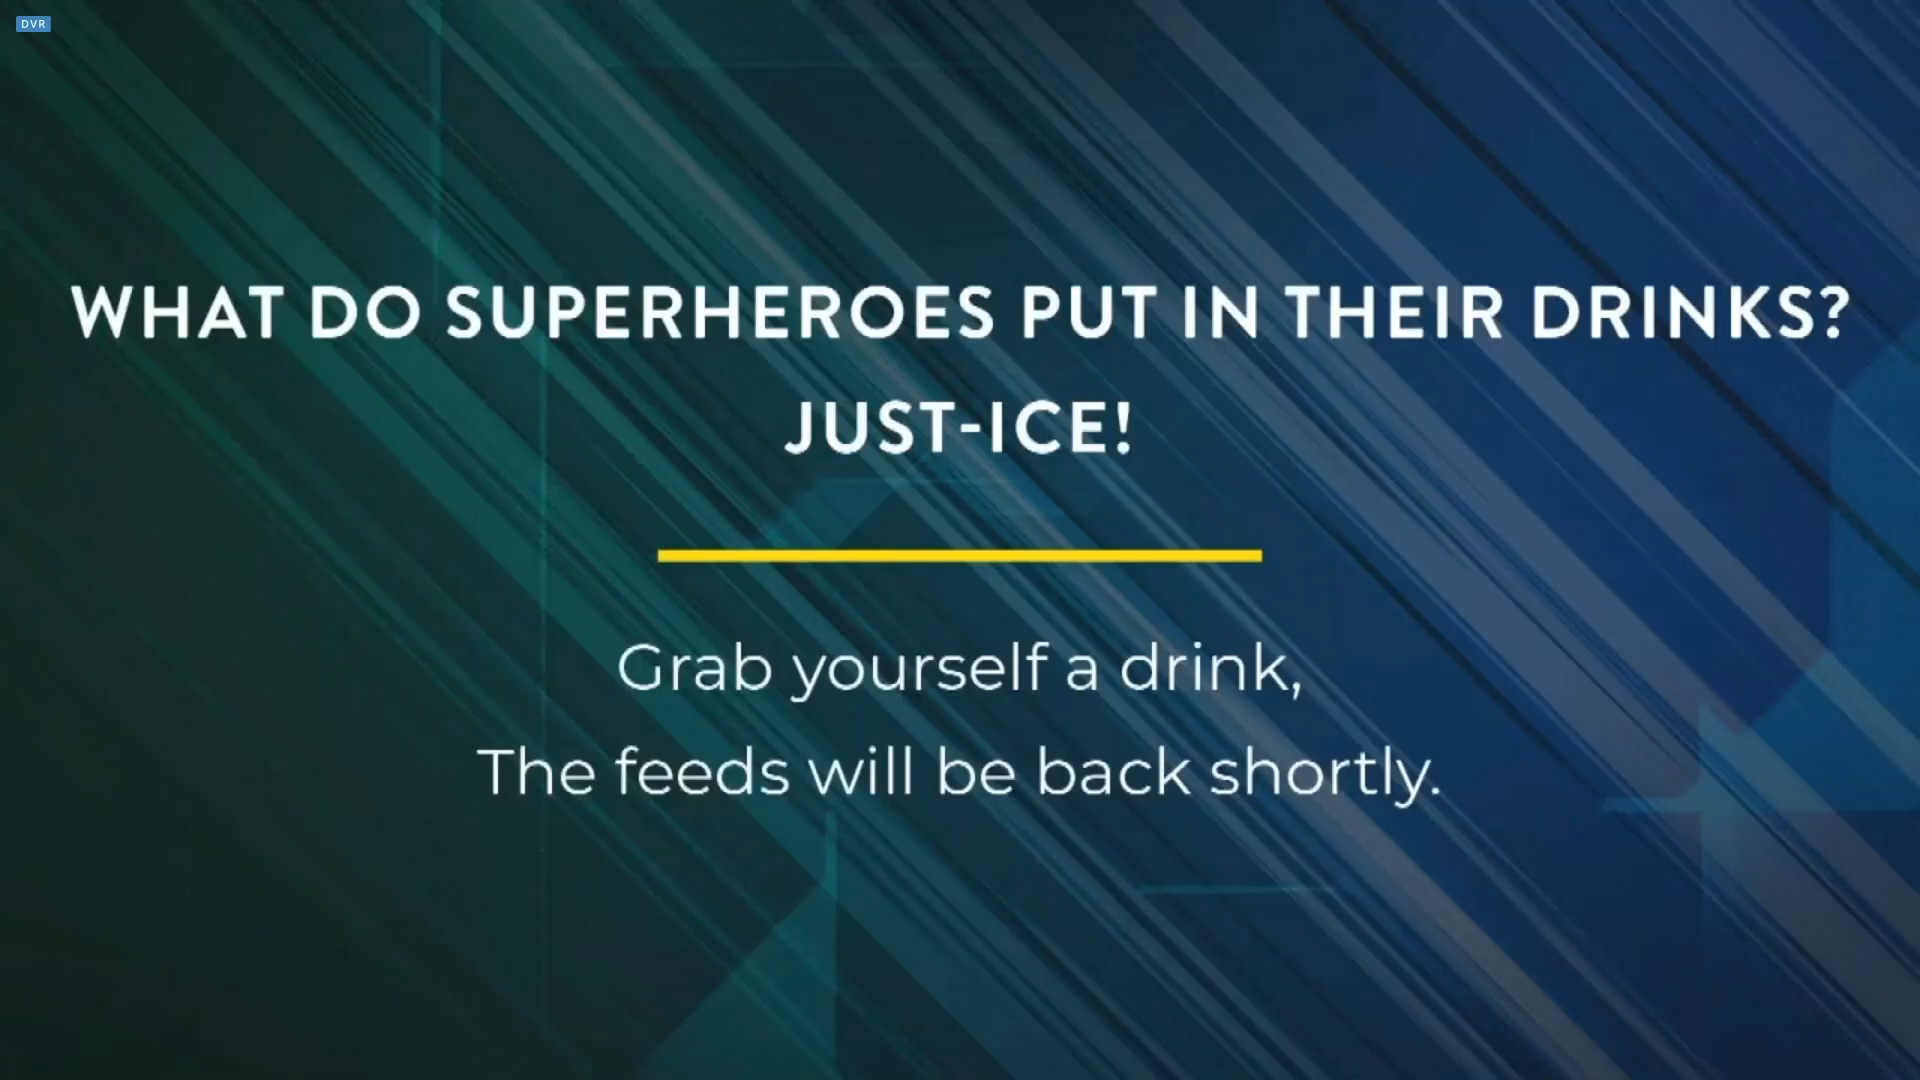 DVR
WHAT DO SUPERHEROES PUT IN THEIR DRINKS?
JUST-ICE!
Grab yourself a drink,
The feeds will be back shortly.